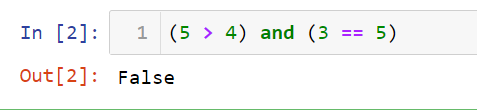 In [2]: 1 (5 > 4) and (3 == 5)
Out[2]: False